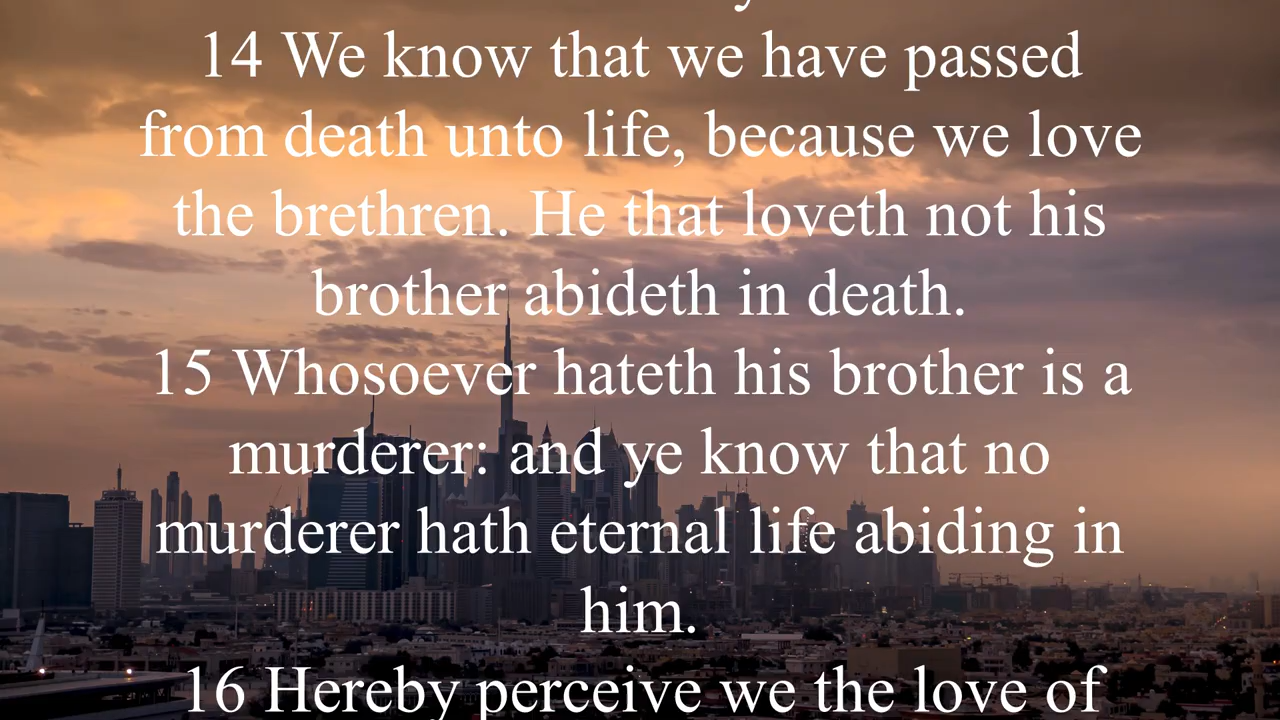 14 We know that we have passed
from death unto life, because we love
the brethren. He that loveth not his
brother abideth in death.
15 Whosoever hateth his brother is a
murderer: and ye know that no
murderer hath eternal life abiding in
him.
16 Hereby perceive we the love of